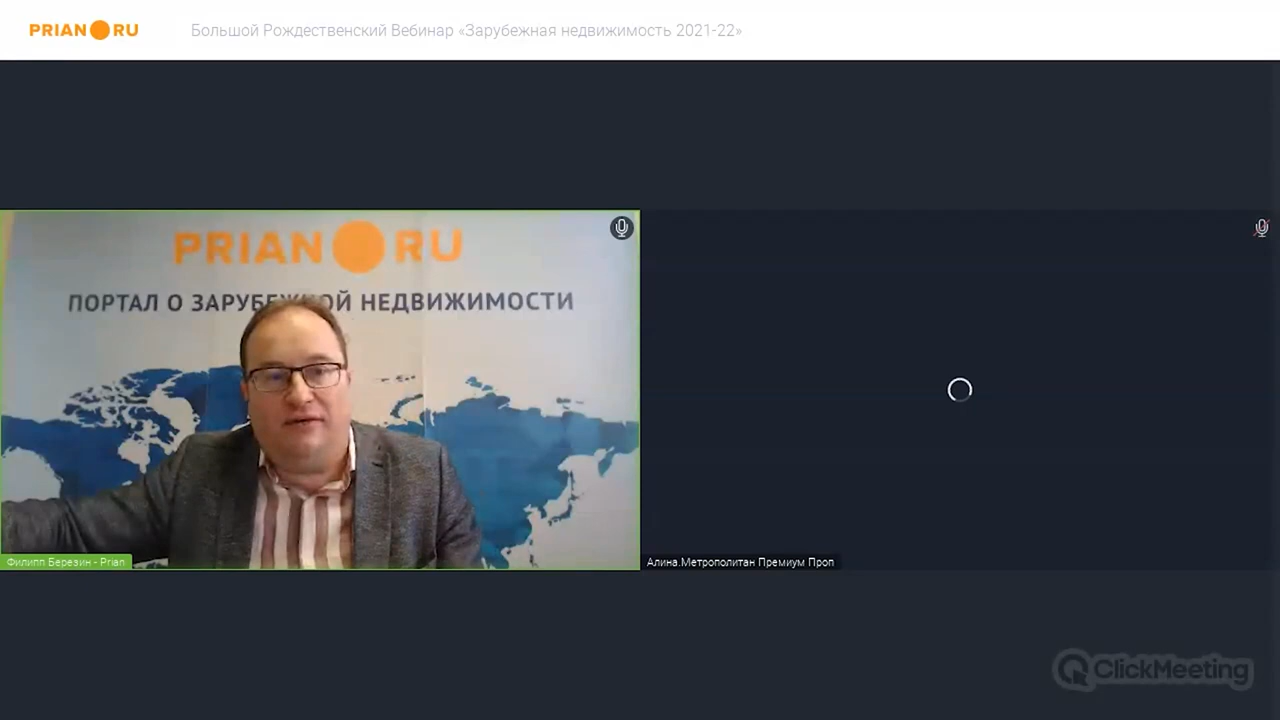 PRIAN RU
Большой Рождественский Вебинар «Зарубежная недвижимость 2021-22»
PRIAN RU
ПОРТАЛ О ЗАРУБЕЖНОЙ НЕДВИЖИМОСТИ
Филипп Березин - Prian
Алина.Метрополитан Премиум Проп
ClickMeeting